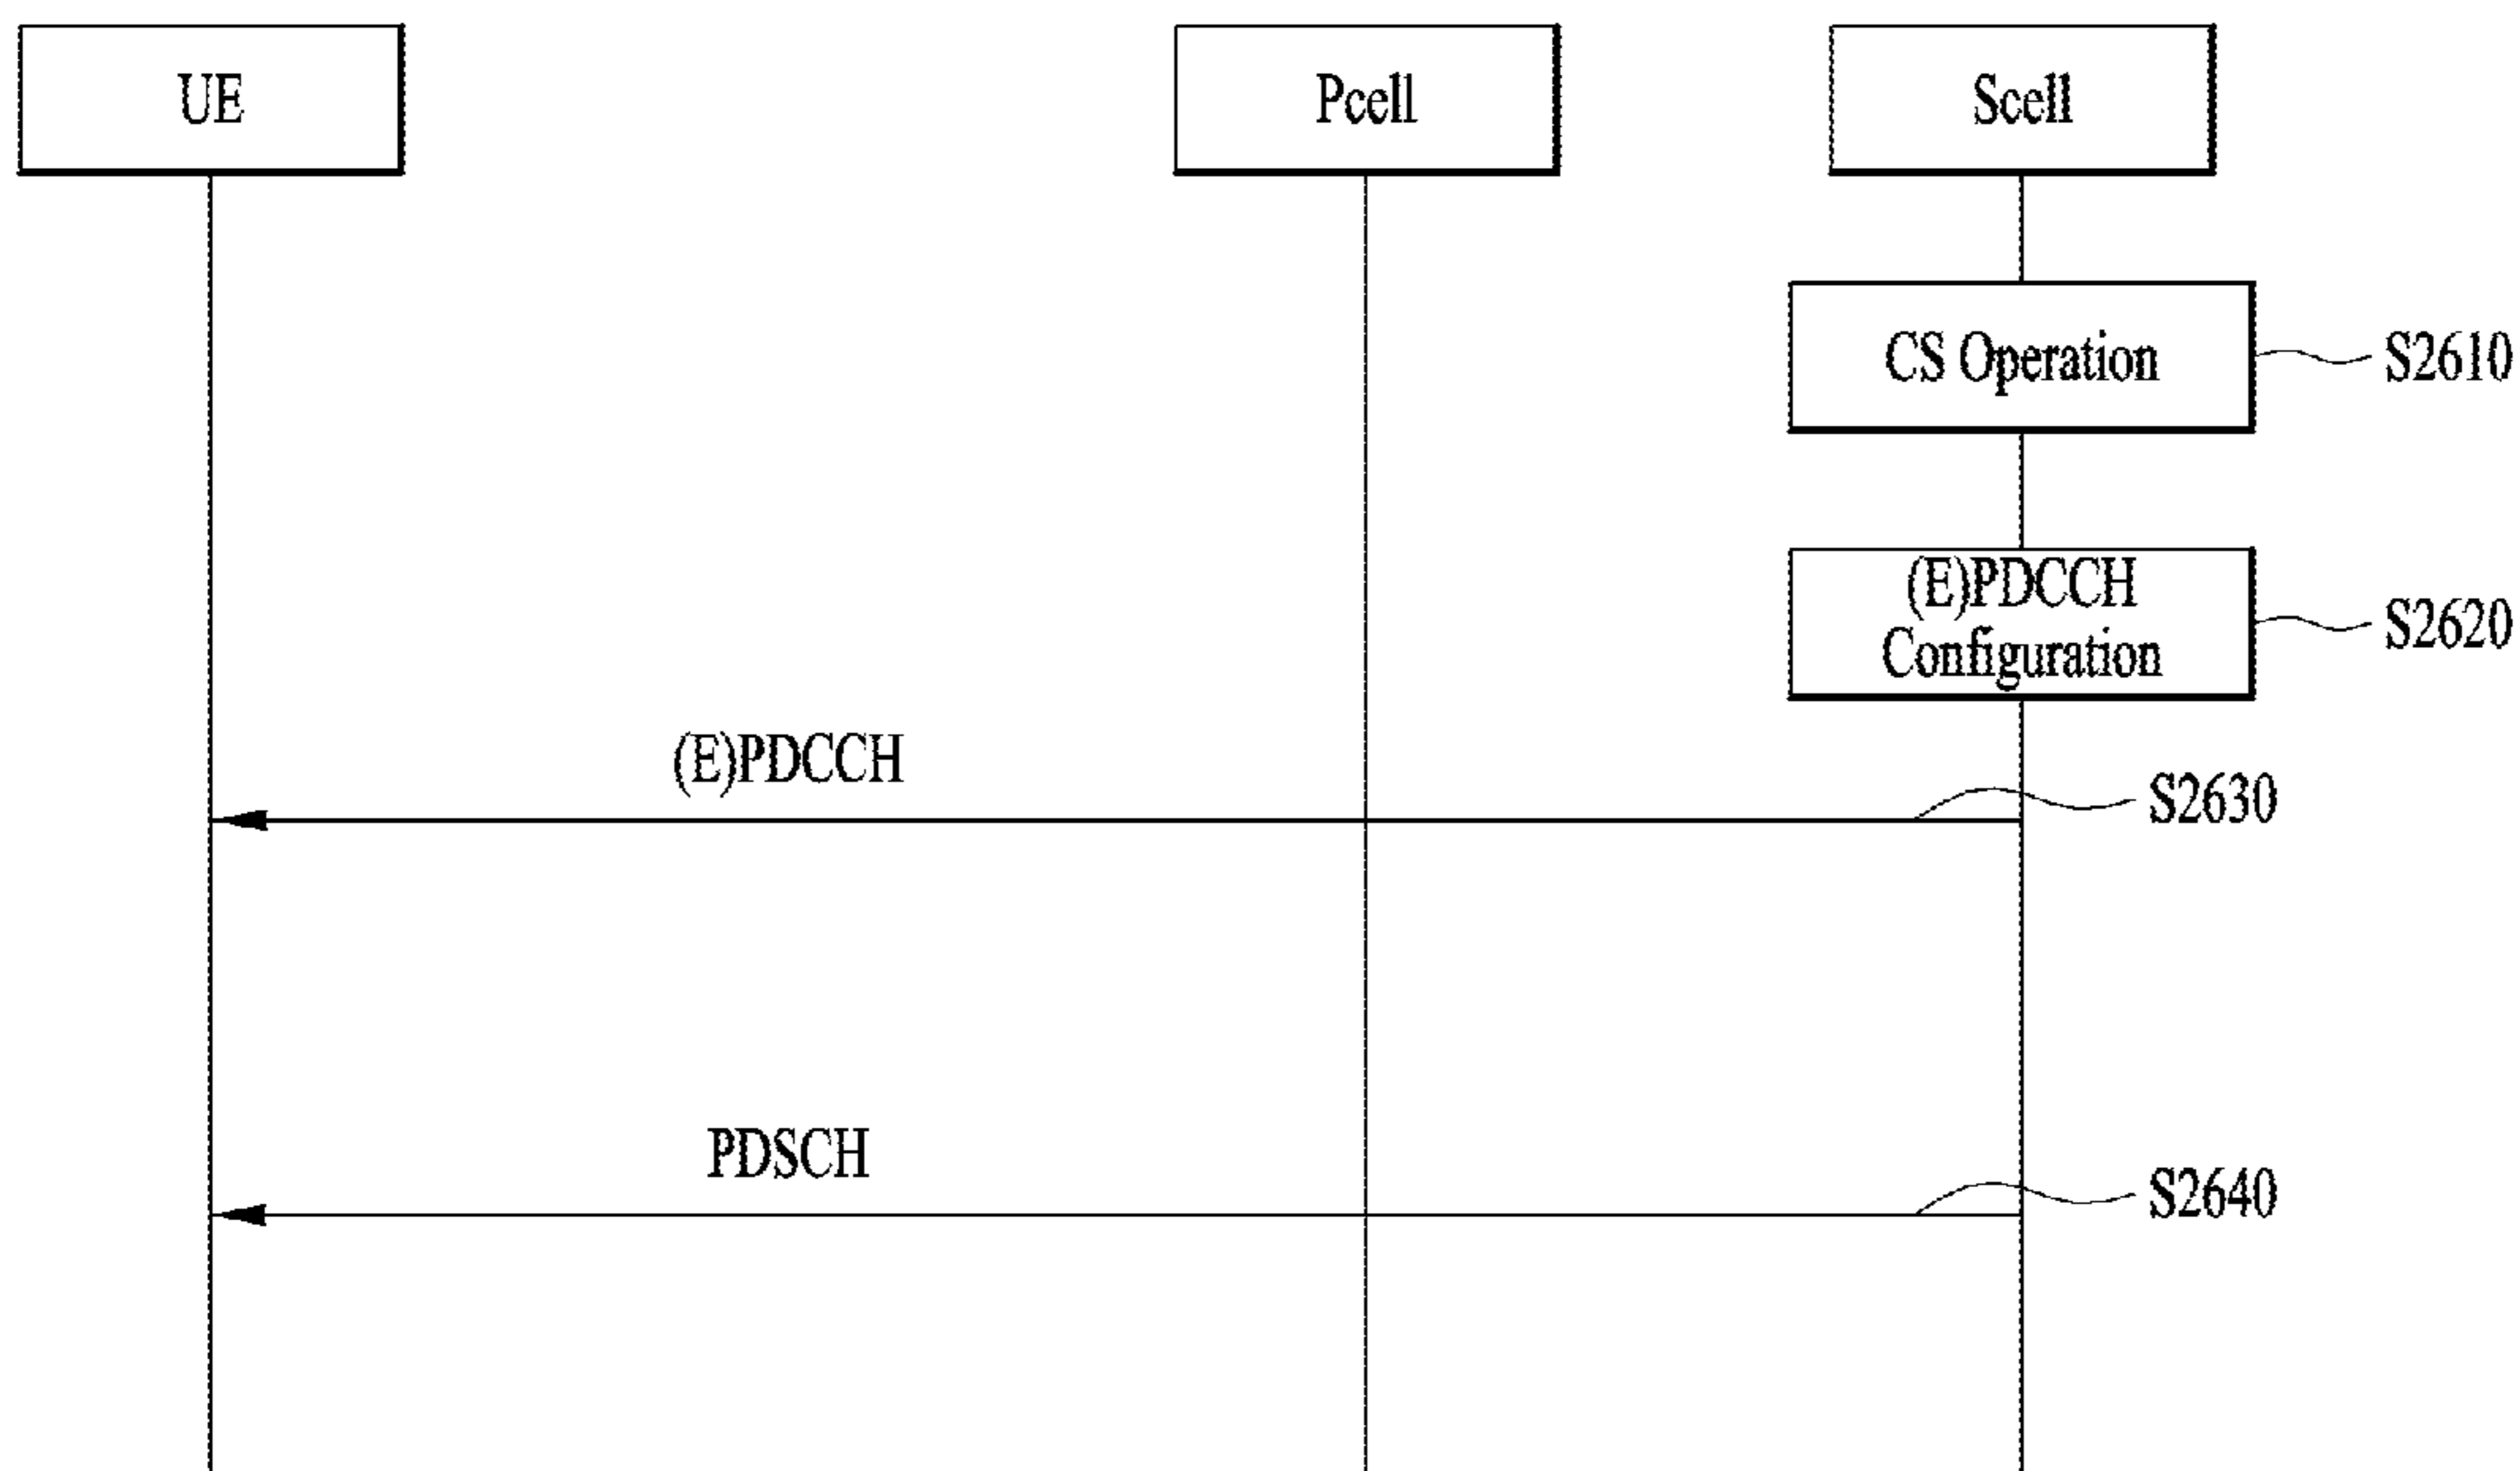 UE
Pcell
Scell
CS Operation
S2610
(E)PDCCH
Configuration
S2620
(E)PDCCH
S2630
PDSCH
S2640